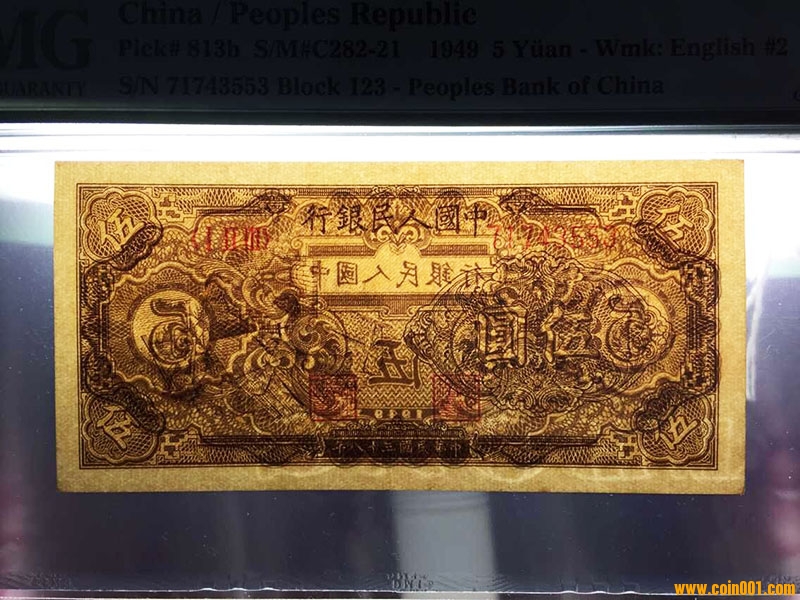 China / Peoples Republic
MG
Pick# 813b S/M#C282-21 1949 5 Yüan - Wmk: English #2
GUARANTY
S/N 71743553 Block 123 - Peoples Bank of China
伍
行銀民人國中
伍
71743553
中國人民銀行
圓伍
伍
1949
伍
伍
www.coin001.com